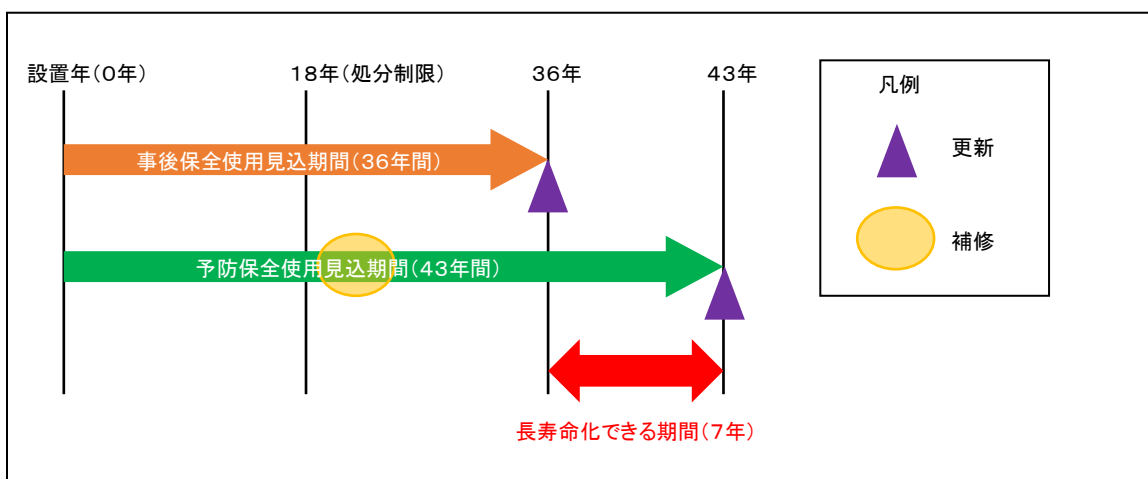 設置年(0年)
18年(処分制限)
36年
43年
事後保全使用見込期間(36年間)
予防保全使用見込期間(43年間)
長寿命化できる期間(7年)
凡例
更新
補修